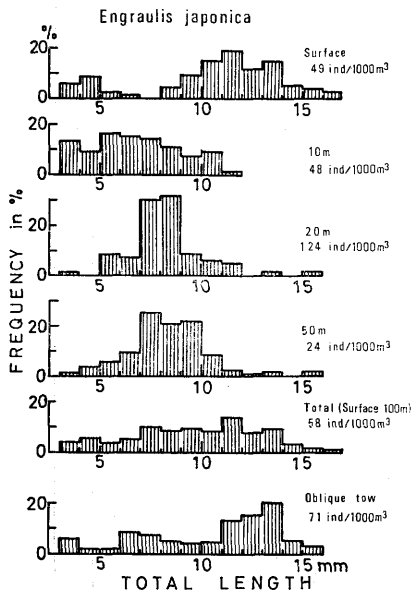 Engraulis japonica
%
20
0
5
10
15
Surface
49 ind/1000m³
20
0
5
10
15
10m
48 ind/1000m³
20
0
5
10
15
20m
124 ind/1000m³
20
0
5
10
15
50m
24 ind/1000m³
20
0
5
10
15
Total (Surface 100m)
58 ind/1000m³
20
0
5
10
15 mm
Oblique tow
71 ind/1000m³
FREQUENCY in %
TOTAL LENGTH